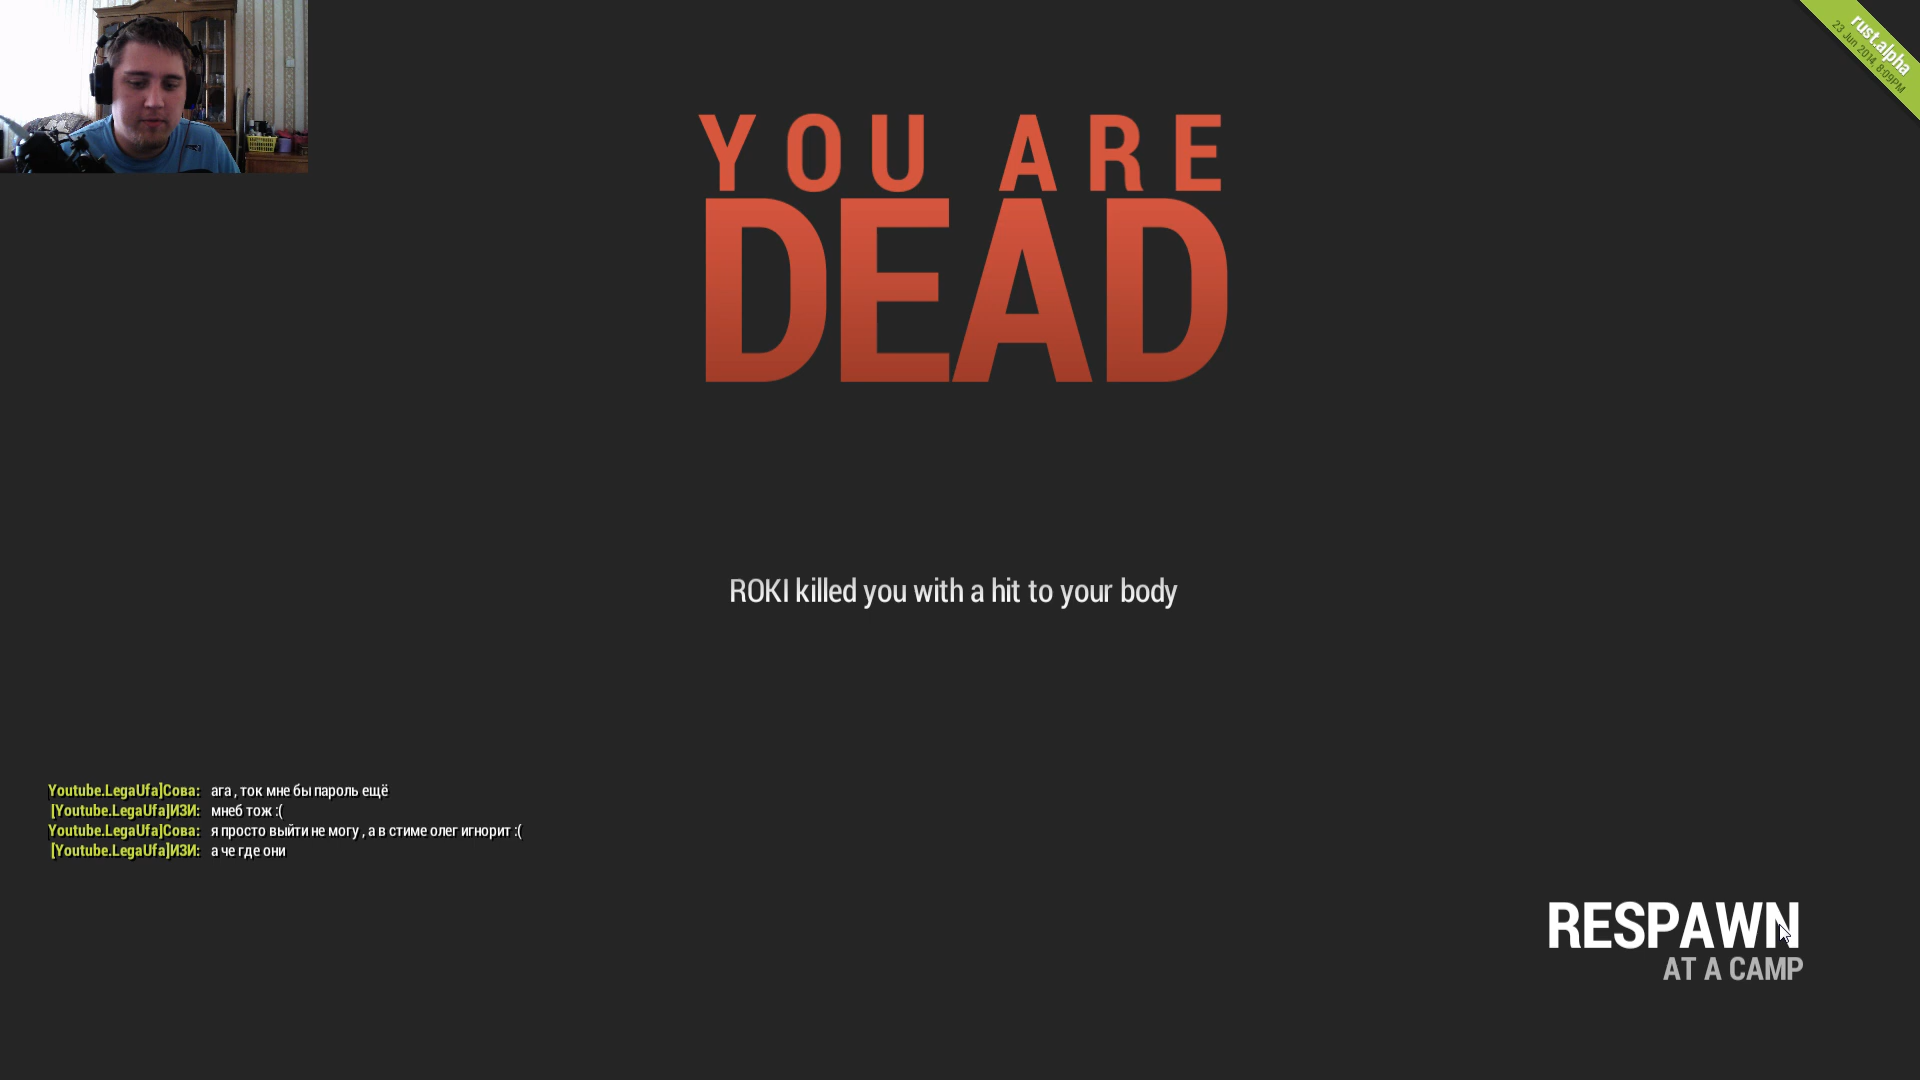 rust.alpha
23 Jun 2014, 8:09PM
YOU ARE
DEAD
ROKI killed you with a hit to your body
Youtube.LegaUfa]Сова: ага , ток мне бы пароль ещё
[Youtube.LegaUfa]ИЗИ: мнеб тож :(
Youtube.LegaUfa]Сова: я просто выйти не могу , а в стиме олег игнорит :(
[Youtube.LegaUfa]ИЗИ: а че где они
RESPAWN
AT A CAMP